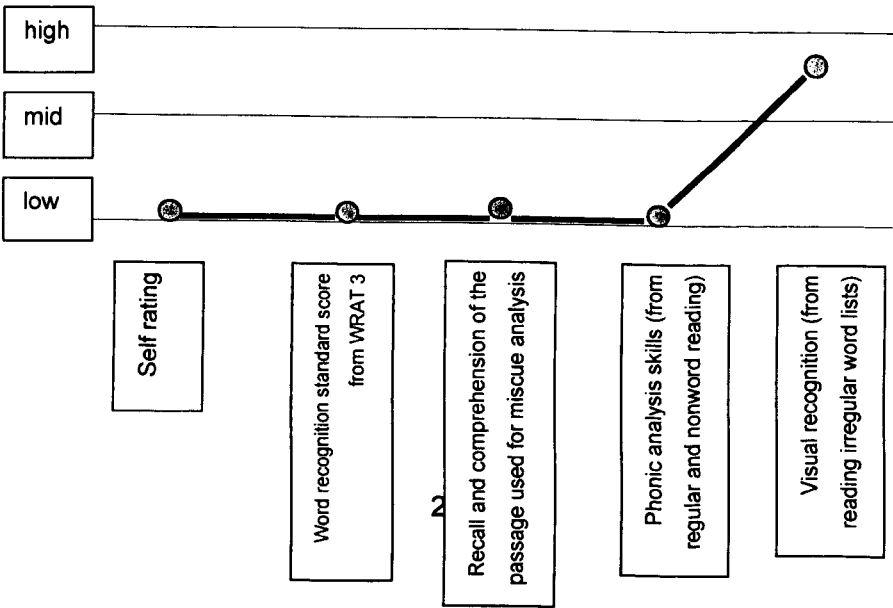 high
mid
low
Self rating
Word recognition standard score
from WRAT 3
Recall and comprehension of the
passage used for miscue analysis
Phonic analysis skills (from
regular and nonword reading)
Visual recognition (from
reading irregular word lists)
2